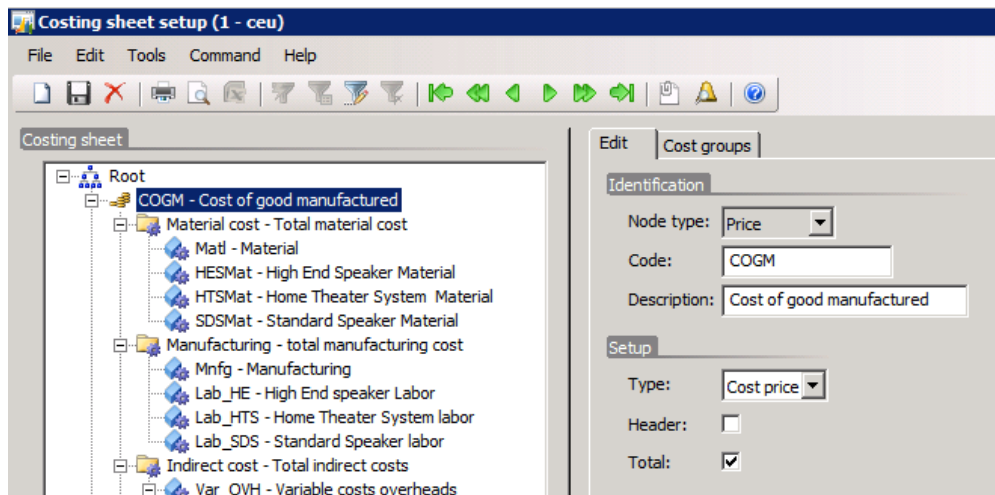 Costing sheet setup (1 - ceu)
File Edit Tools Command Help
Costing sheet
Root
COGM - Cost of good manufactured
Material cost - Total material cost
Matl - Material
HESMat - High End Speaker Material
HTSMat - Home Theater System Material
SDSMat - Standard Speaker Material
Manufacturing - total manufacturing cost
Mnfg - Manufacturing
Lab_HE - High End speaker Labor
Lab_HTS - Home Theater System labor
Lab_SDS - Standard Speaker labor
Indirect cost - Total indirect costs
Var_OVH - Variable costs overheads
Edit Cost groups
Identification
Node type: Price
Code: COGM
Description: Cost of good manufactured
Setup
Type: Cost price
Header:
Total: